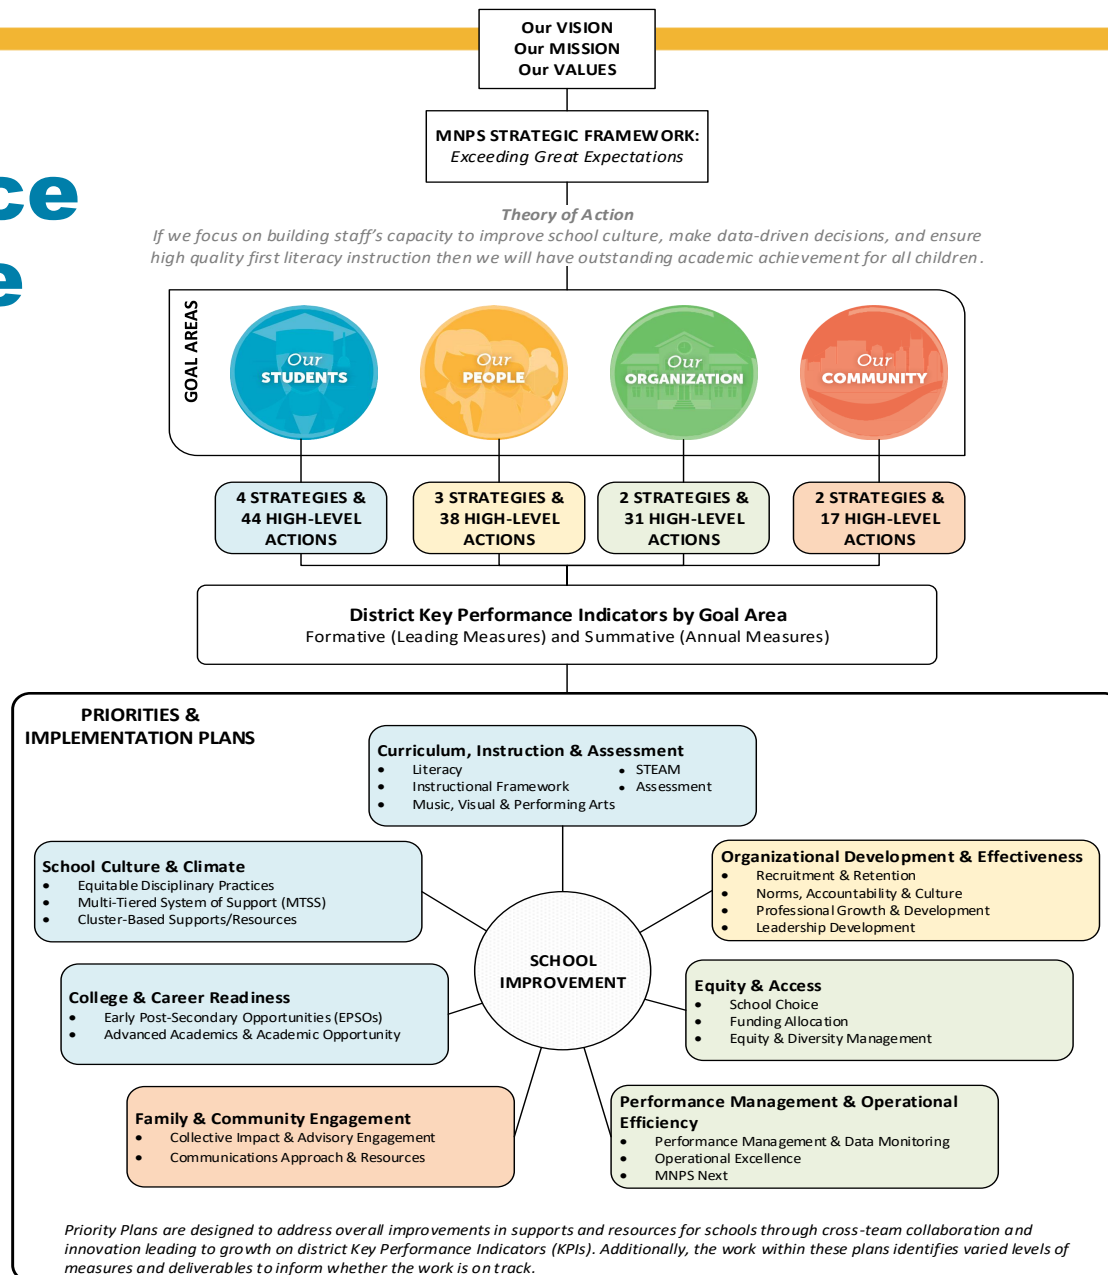 Our VISION
Our MISSION
Our VALUES
MNPS STRATEGIC FRAMEWORK:
Exceeding Great Expectations
ce
e
Theory of Action
If we focus on building staff's capacity to improve school culture, make data-driven decisions, and ensure
high quality first literacy instruction then we will have outstanding academic achievement for all children.
GOAL AREAS
Our
STUDENTS
Our
PEOPLE
Our
ORGANIZATION
Our
COMMUNITY
4 STRATEGIES &
44 HIGH-LEVEL
ACTIONS
3 STRATEGIES &
38 HIGH-LEVEL
ACTIONS
2 STRATEGIES &
31 HIGH-LEVEL
ACTIONS
2 STRATEGIES &
17 HIGH-LEVEL
ACTIONS
District Key Performance Indicators by Goal Area
Formative (Leading Measures) and Summative (Annual Measures)
PRIORITIES &
IMPLEMENTATION PLANS
Curriculum, Instruction & Assessment
• Literacy
• Instructional Framework
• Music, Visual & Performing Arts
• STEAM
• Assessment
School Culture & Climate
• Equitable Disciplinary Practices
• Multi-Tiered System of Support (MTSS)
• Cluster-Based Supports/Resources
Organizational Development & Effectiveness
• Recruitment & Retention
• Norms, Accountability & Culture
• Professional Growth & Development
• Leadership Development
SCHOOL
IMPROVEMENT
College & Career Readiness
• Early Post-Secondary Opportunities (EPSOs)
• Advanced Academics & Academic Opportunity
Equity & Access
• School Choice
• Funding Allocation
• Equity & Diversity Management
Family & Community Engagement
• Collective Impact & Advisory Engagement
• Communications Approach & Resources
Performance Management & Operational
Efficiency
• Performance Management & Data Monitoring
• Operational Excellence
• MNPS Next
Priority Plans are designed to address overall improvements in supports and resources for schools through cross-team collaboration and
innovation leading to growth on district Key Performance Indicators (KPIs). Additionally, the work within these plans identifies varied levels of
measures and deliverables to inform whether the work is on track.